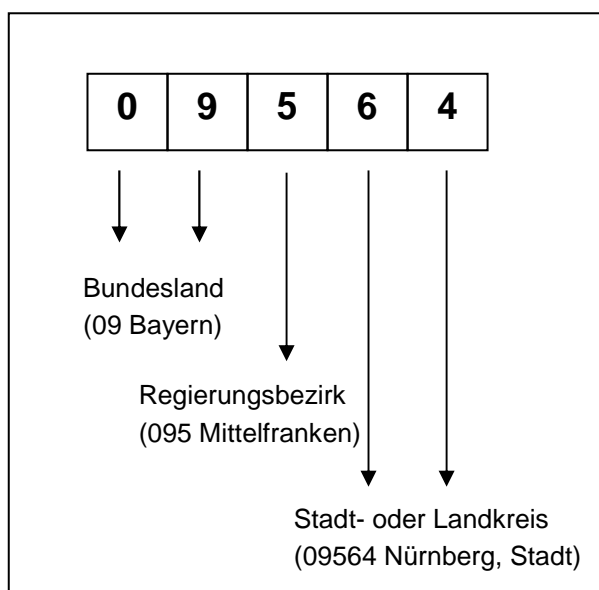 0 9 5 6 4
Bundesland
(09 Bayern)
Regierungsbezirk
(095 Mittelfranken)
Stadt- oder Landkreis
(09564 Nürnberg, Stadt)